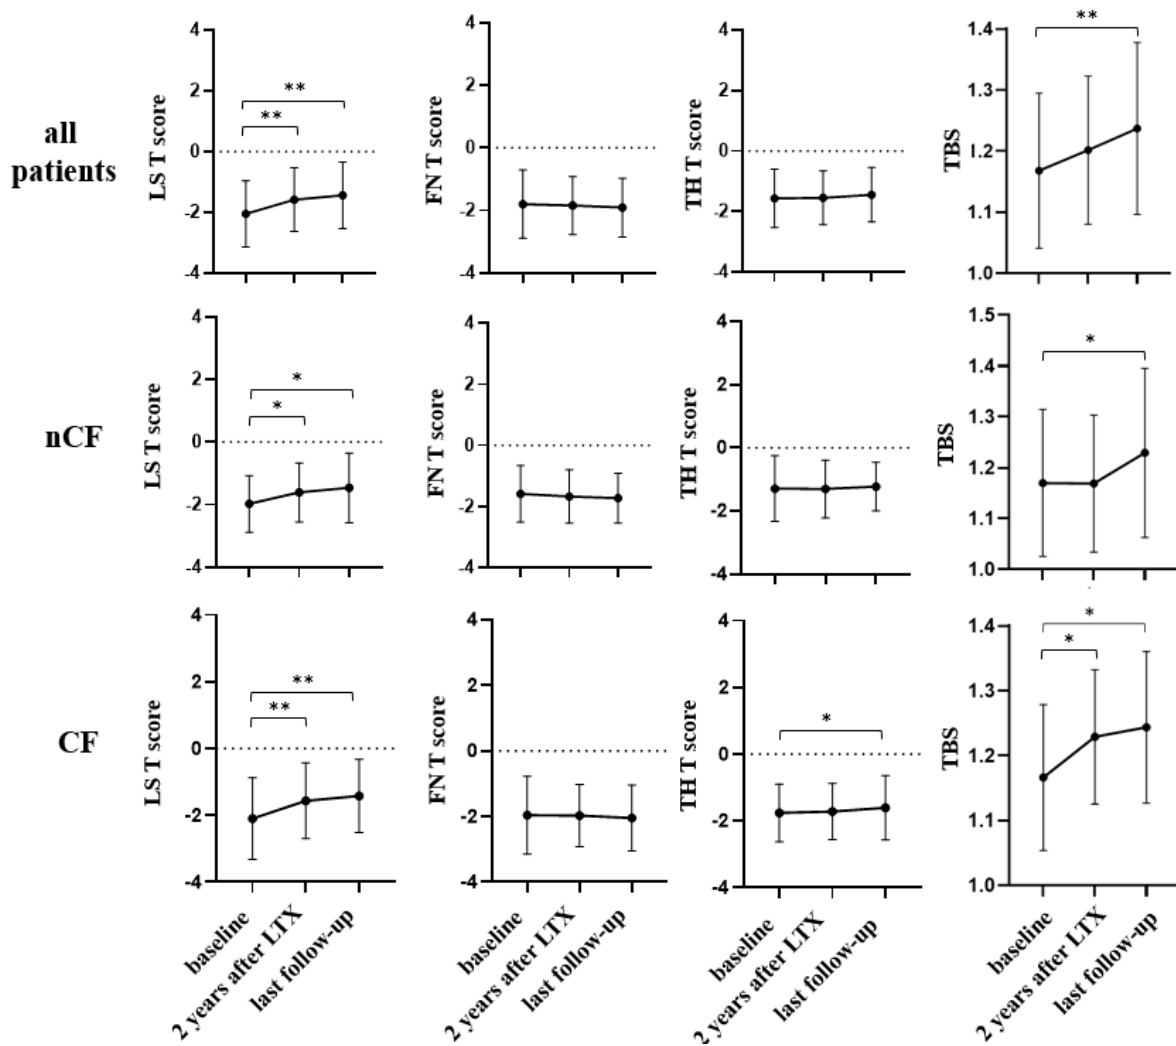 all
patients
LS T score
4
2
0
-2
-4
**
**
FN T score
4
2
0
-2
-4
TH T score
4
2
0
-2
-4
TBS
1.4
1.3
1.2
1.1
1.0
**
nCF
LS T score
4
2
0
-2
-4
*
*
FN T score
4
2
0
-2
-4
TH T score
4
2
0
-2
-4
TBS
1.5
1.4
1.3
1.2
1.1
1.0
*
CF
LS T score
4
2
0
-2
-4
**
**
FN T score
4
2
0
-2
-4
TH T score
4
2
0
-2
-4
*
TBS
1.4
1.3
1.2
1.1
1.0
*
*
baseline
2 years after LTX
last follow-up
baseline
2 years after LTX
last follow-up
baseline
2 years after LTX
last follow-up
baseline
2 years after LTX
last follow-up